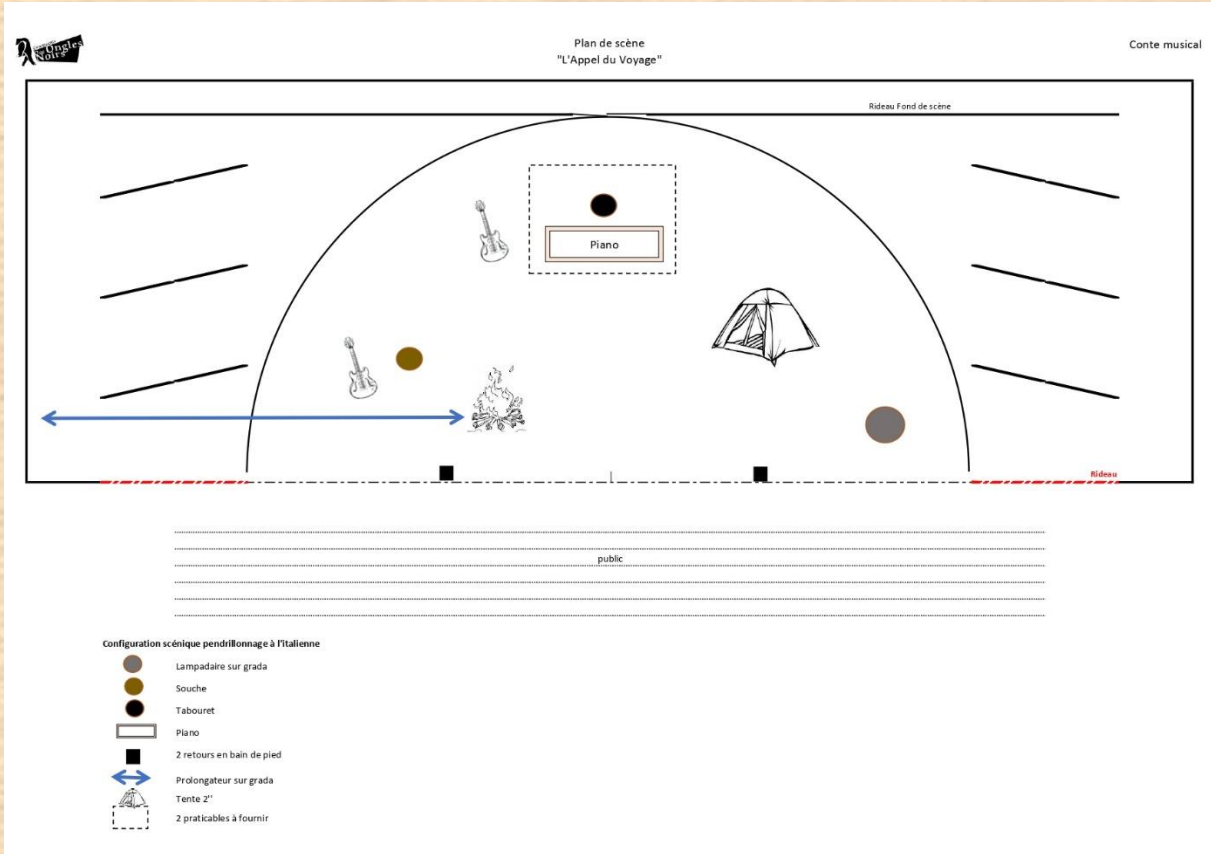 Ongles
Noirs
Plan de scène
"L'Appel du Voyage"
Conte musical
Rideau Fond de scène
Piano
Rideau
public
Configuration scénique pendrillonnage à l'italienne
Lampadaire sur grada
Souche
Tabouret
Piano
2 retours en bain de pied
Prolongateur sur grada
Tente 2''
2 praticables à fournir